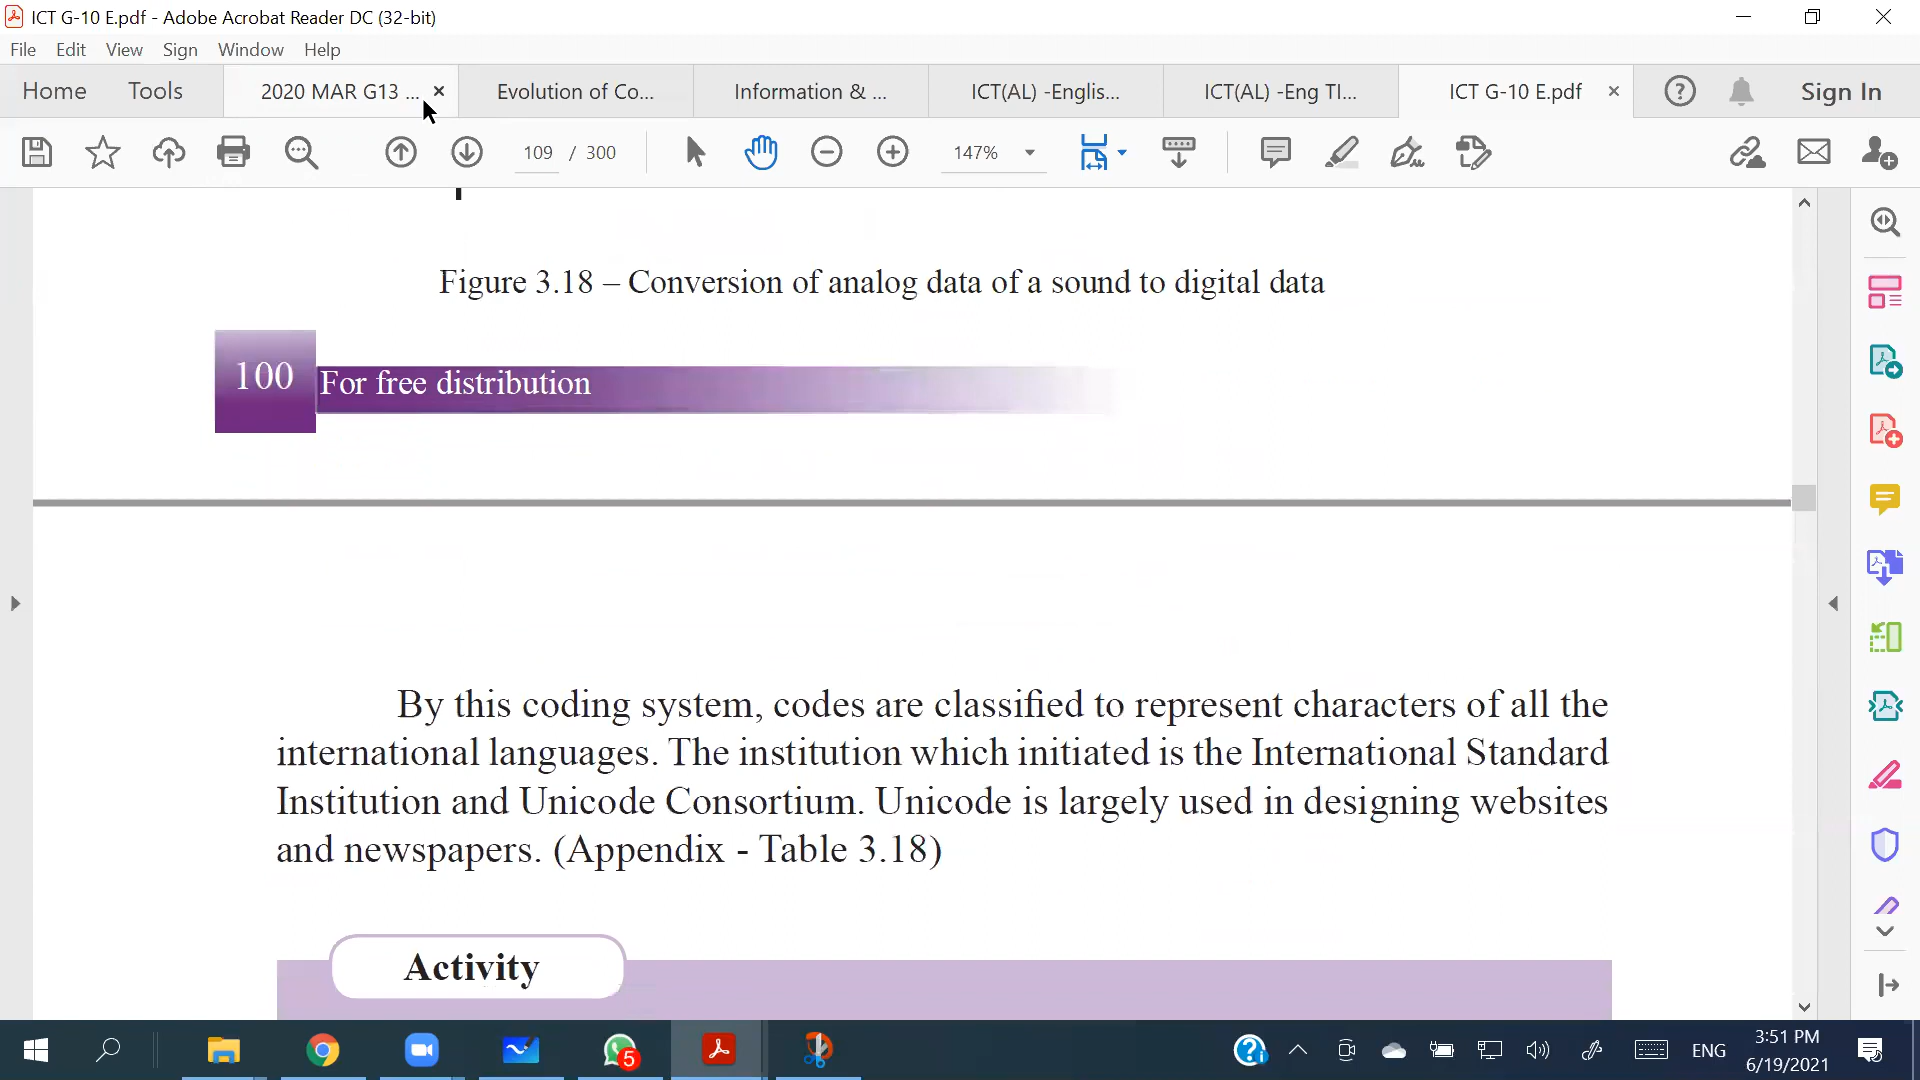 ICT G-10 E.pdf - Adobe Acrobat Reader DC (32-bit)
File Edit View Sign Window Help
Home Tools 2020 MAR G13 ... Evolution of Co... Information & ... ICT(AL) -Englis... ICT(AL) -Eng TI... ICT G-10 E.pdf Sign In
109 / 300 147%
Figure 3.18 – Conversion of analog data of a sound to digital data
100 For free distribution
By this coding system, codes are classified to represent characters of all the
international languages. The institution which initiated is the International Standard
Institution and Unicode Consortium. Unicode is largely used in designing websites
and newspapers. (Appendix - Table 3.18)
Activity
5
ENG
3:51 PM
6/19/2021